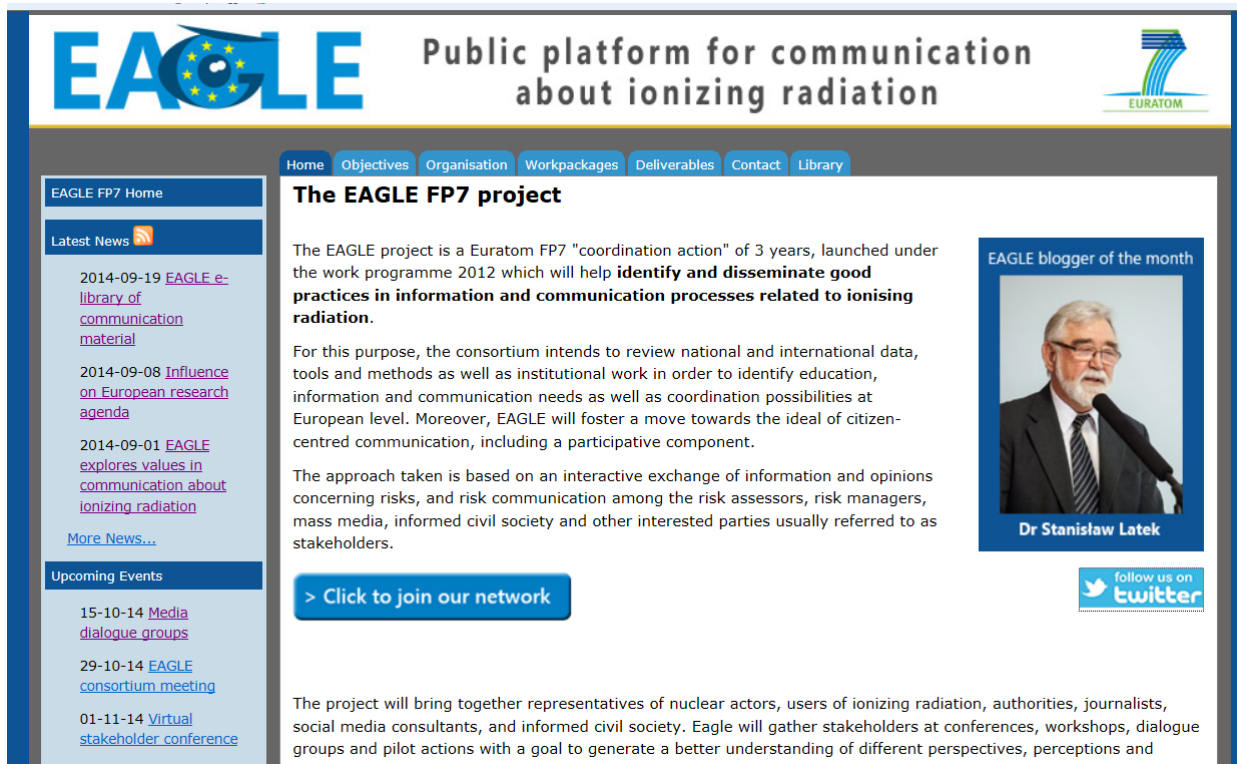 EAGLE
Public platform for communication
about ionizing radiation
7
EURATOM
Home Objectives Organisation Workpackages Deliverables Contact Library
EAGLE FP7 Home
Latest News
2014-09-19 EAGLE e-
library of
communication
material
2014-09-08 Influence
on European research
agenda
2014-09-01 EAGLE
explores values in
communication about
ionizing radiation
More News...
Upcoming Events
15-10-14 Media
dialogue groups
29-10-14 EAGLE
consortium meeting
01-11-14 Virtual
stakeholder conference
The EAGLE FP7 project
The EAGLE project is a Euratom FP7 "coordination action" of 3 years, launched under
the work programme 2012 which will help identify and disseminate good
practices in information and communication processes related to ionising
radiation.
For this purpose, the consortium intends to review national and international data,
tools and methods as well as institutional work in order to identify education,
information and communication needs as well as coordination possibilities at
European level. Moreover, EAGLE will foster a move towards the ideal of citizen-
centred communication, including a participative component.
The approach taken is based on an interactive exchange of information and opinions
concerning risks, and risk communication among the risk assessors, risk managers,
mass media, informed civil society and other interested parties usually referred to as
stakeholders.
EAGLE blogger of the month
Dr Stanisław Latek
> Click to join our network
follow us on
twitter
The project will bring together representatives of nuclear actors, users of ionizing radiation, authorities, journalists,
social media consultants, and informed civil society. Eagle will gather stakeholders at conferences, workshops, dialogue
groups and pilot actions with a goal to generate a better understanding of different perspectives, perceptions and